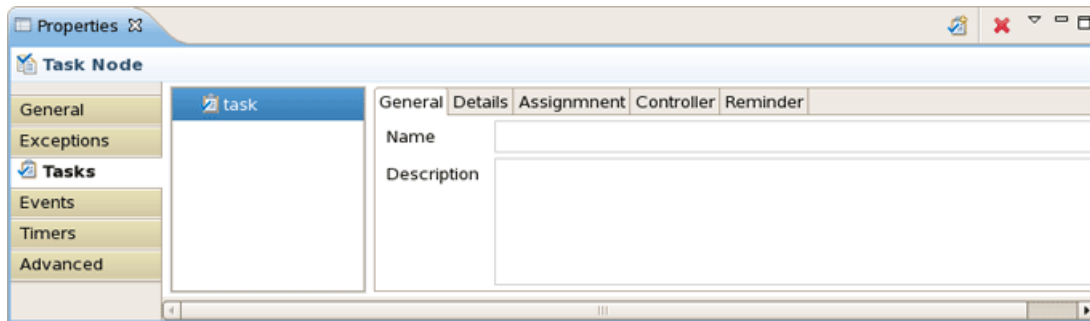 Properties
Task Node
General
Exceptions
Tasks
Events
Timers
Advanced
task
General Details Assignmnent Controller Reminder
Name
Description